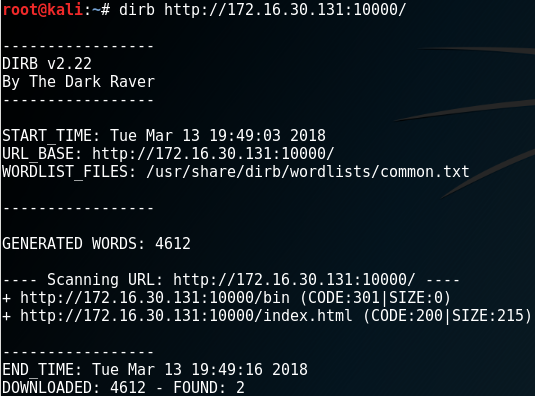 root@kali:~# dirb http://172.16.30.131:10000/
-----------------
DIRB v2.22
By The Dark Raver
-----------------
START_TIME: Tue Mar 13 19:49:03 2018
URL_BASE: http://172.16.30.131:10000/
WORDLIST_FILES: /usr/share/dirb/wordlists/common.txt
-----------------
GENERATED WORDS: 4612
---- Scanning URL: http://172.16.30.131:10000/ ----
+ http://172.16.30.131:10000/bin (CODE:301|SIZE:0)
+ http://172.16.30.131:10000/index.html (CODE:200|SIZE:215)
-----------------
END_TIME: Tue Mar 13 19:49:16 2018
DOWNLOADED: 4612 - FOUND: 2